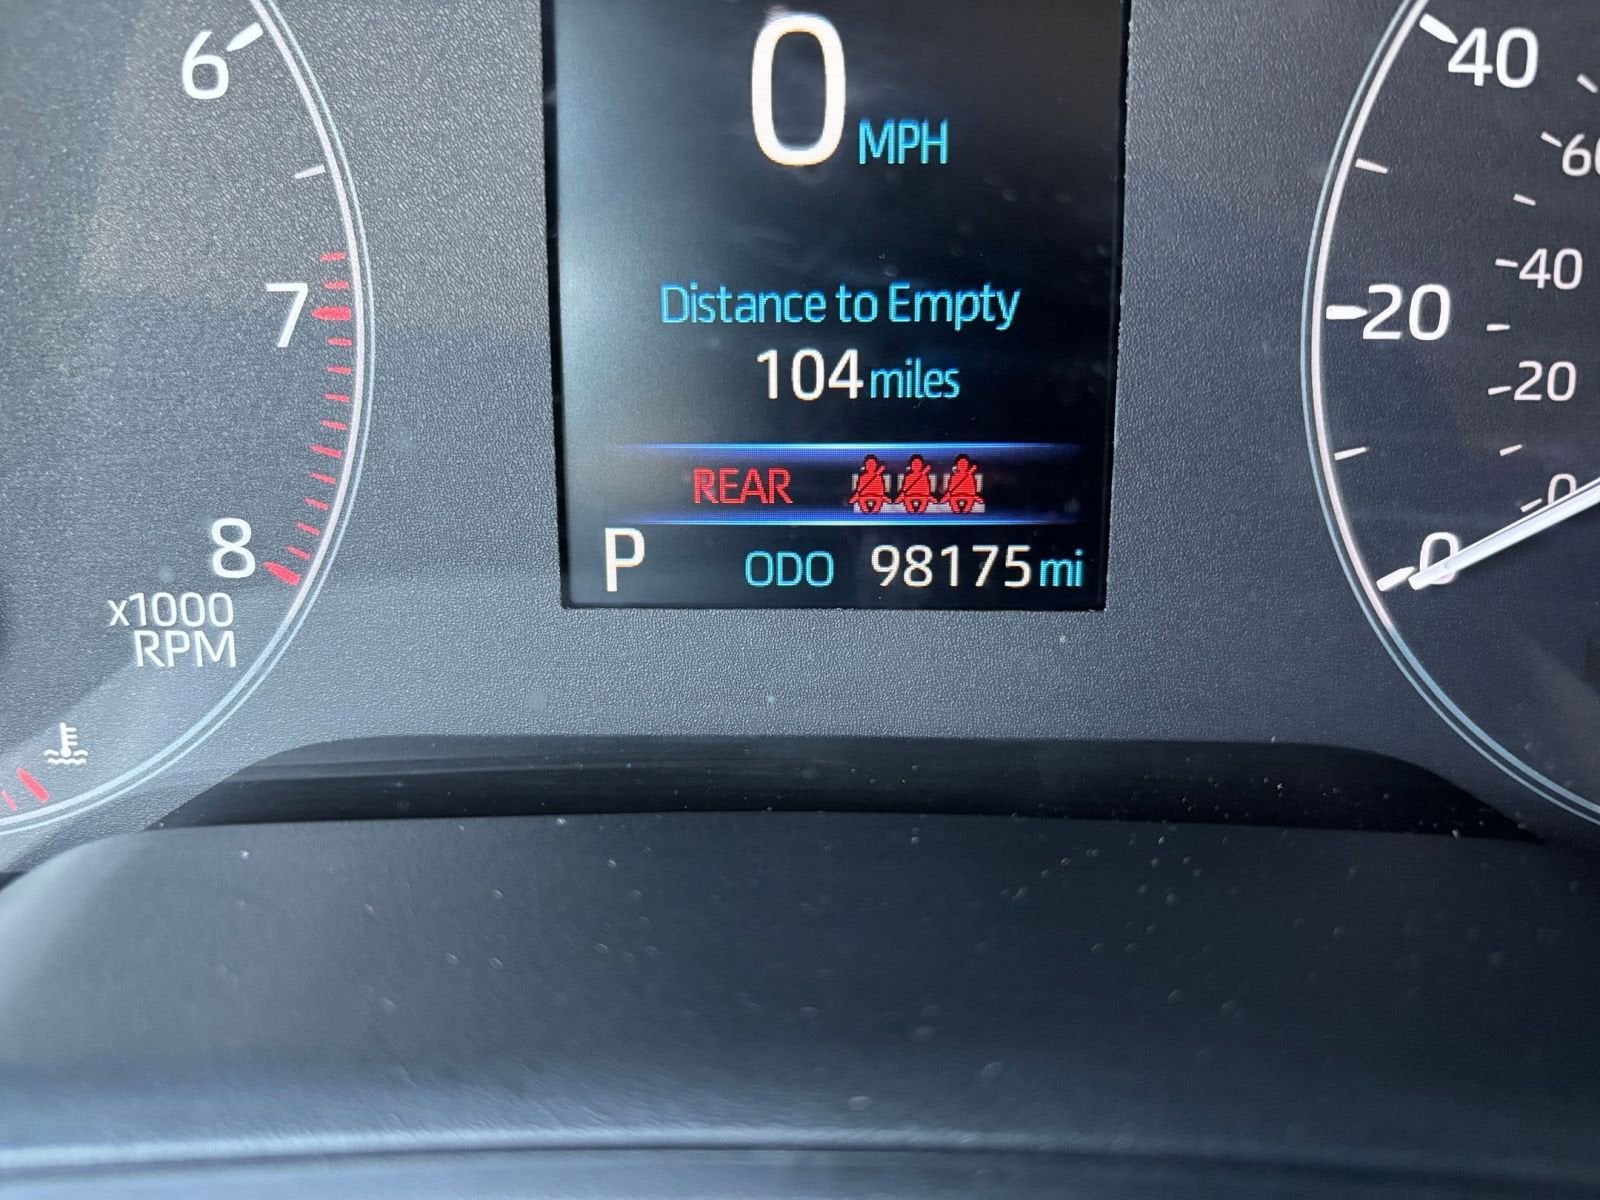 6
7
8
x1000
RPM
0 MPH
Distance to Empty
104 miles
REAR
P ODO 98175 mi
40
20
0
60
40
20
0